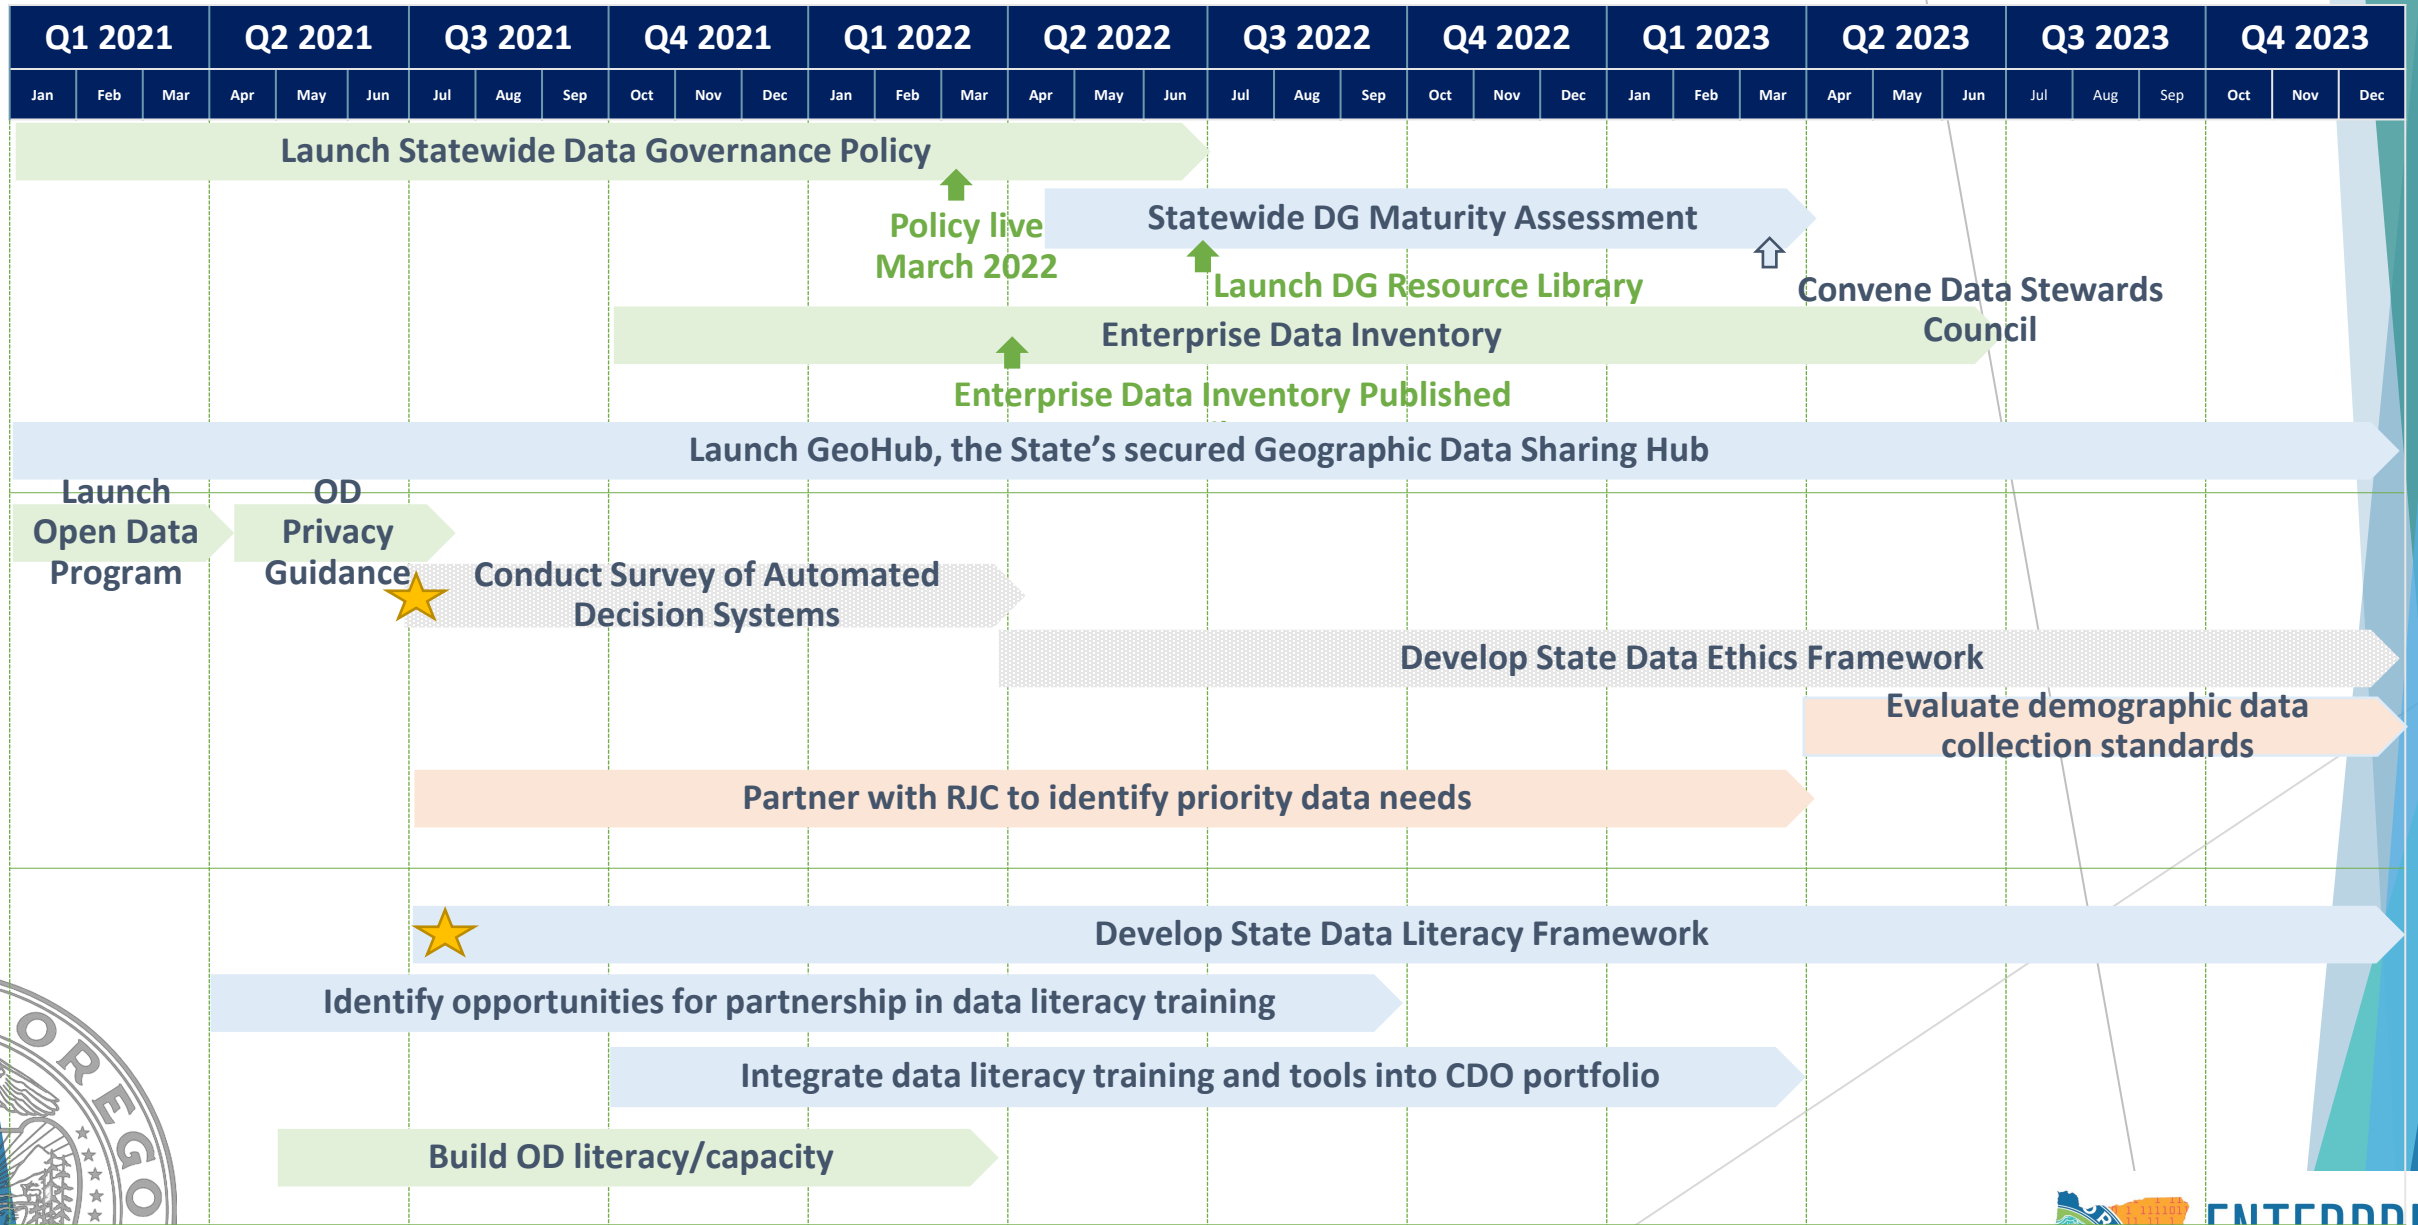 Q1 2021 Q2 2021 Q3 2021 Q4 2021 Q1 2022 Q2 2022 Q3 2022 Q4 2022 Q1 2023 Q2 2023 Q3 2023 Q4 2023
Jan Feb Mar Apr May Jun Jul Aug Sep Oct Nov Dec Jan Feb Mar Apr May Jun Jul Aug Sep Oct Nov Dec Jan Feb Mar Apr May Jun Jul Aug Sep Oct Nov Dec
Launch Statewide Data Governance Policy
Policy live
March 2022
Statewide DG Maturity Assessment
Launch DG Resource Library
Convene Data Stewards
Council
Enterprise Data Inventory
Enterprise Data Inventory Published
Launch GeoHub, the State’s secured Geographic Data Sharing Hub
Launch
Open Data
Program
OD
Privacy
Guidance
Conduct Survey of Automated
Decision Systems
Develop State Data Ethics Framework
Evaluate demographic data
collection standards
Partner with RJC to identify priority data needs
Develop State Data Literacy Framework
Identify opportunities for partnership in data literacy training
Integrate data literacy training and tools into CDO portfolio
Build OD literacy/capacity
OREGO